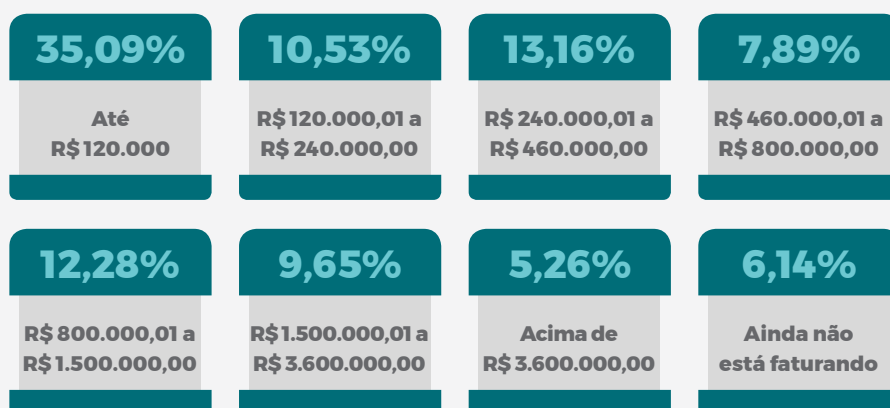 35,09%
Até
R$ 120.000
10,53%
R$ 120.000,01 a
R$ 240.000,00
13,16%
R$ 240.000,01 a
R$ 460.000,00
7,89%
R$ 460.000,01 a
R$ 800.000,00
12,28%
R$ 800.000,01 a
R$ 1.500.000,00
9,65%
R$ 1.500.000,01 a
R$ 3.600.000,00
5,26%
Acima de
R$ 3.600.000,00
6,14%
Ainda não
está faturando